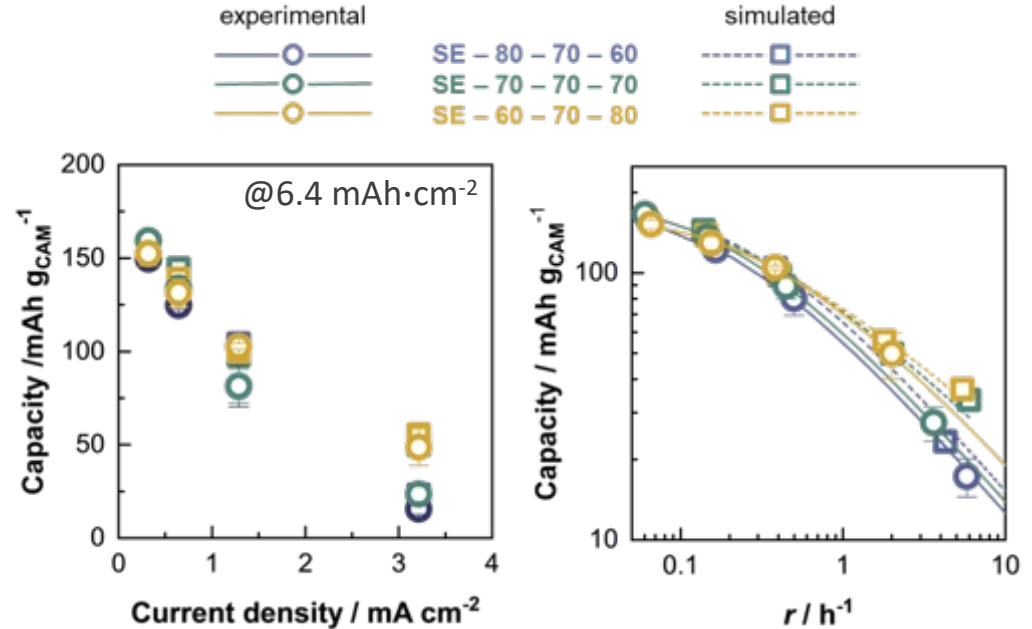 experimental simulated
SE – 80 – 70 – 60
SE – 70 – 70 – 70
SE – 60 – 70 – 80
@6.4 mAh·cm-2
Capacity /mAh gCAM-1
200
150
100
50
0
0 1 2 3 4
Current density / mA cm-2
Capacity / mAh gCAM-1
100
10
0.1 1 10
r / h-1